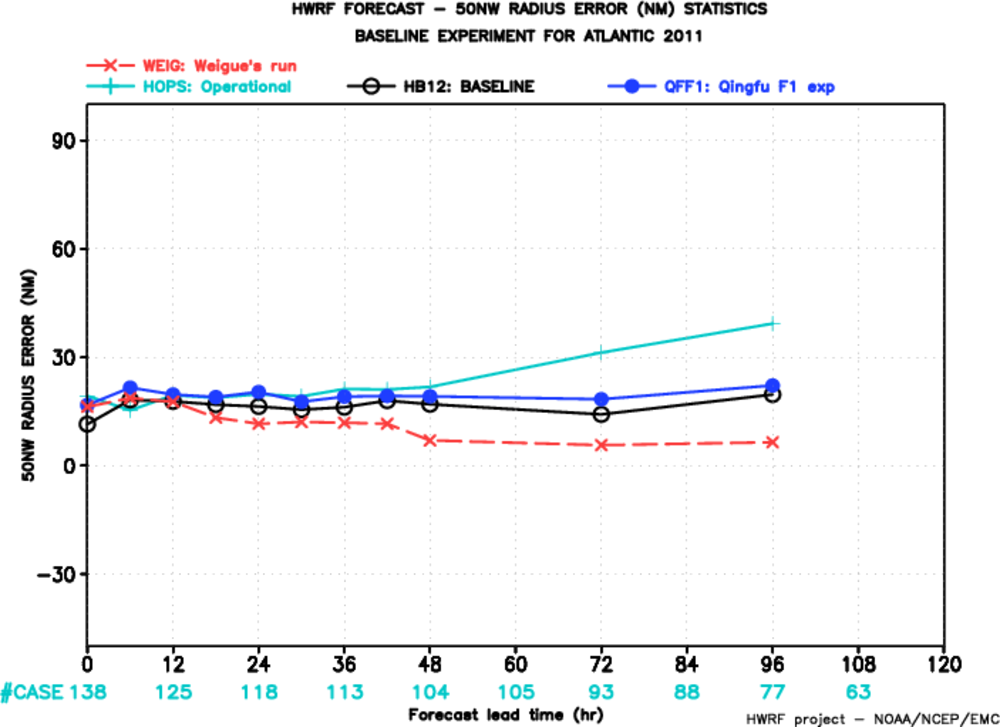 HWRF FORECAST − 50NW RADIUS ERROR (NM) STATISTICS
BASELINE EXPERIMENT FOR ATLANTIC 2011
WEIG: Weigue's run
HOPS: Operational HB12: BASELINE QFF1: Qingfu F1 exp
50NW RADIUS ERROR (NM)
90
60
30
0
−30
0 12 24 36 48 60 72 84 96 108 120
#CASE 138 125 118 113 104 105 93 88 77 63
Forecast lead time (hr)
HWRF project − NOAA/NCEP/EMC